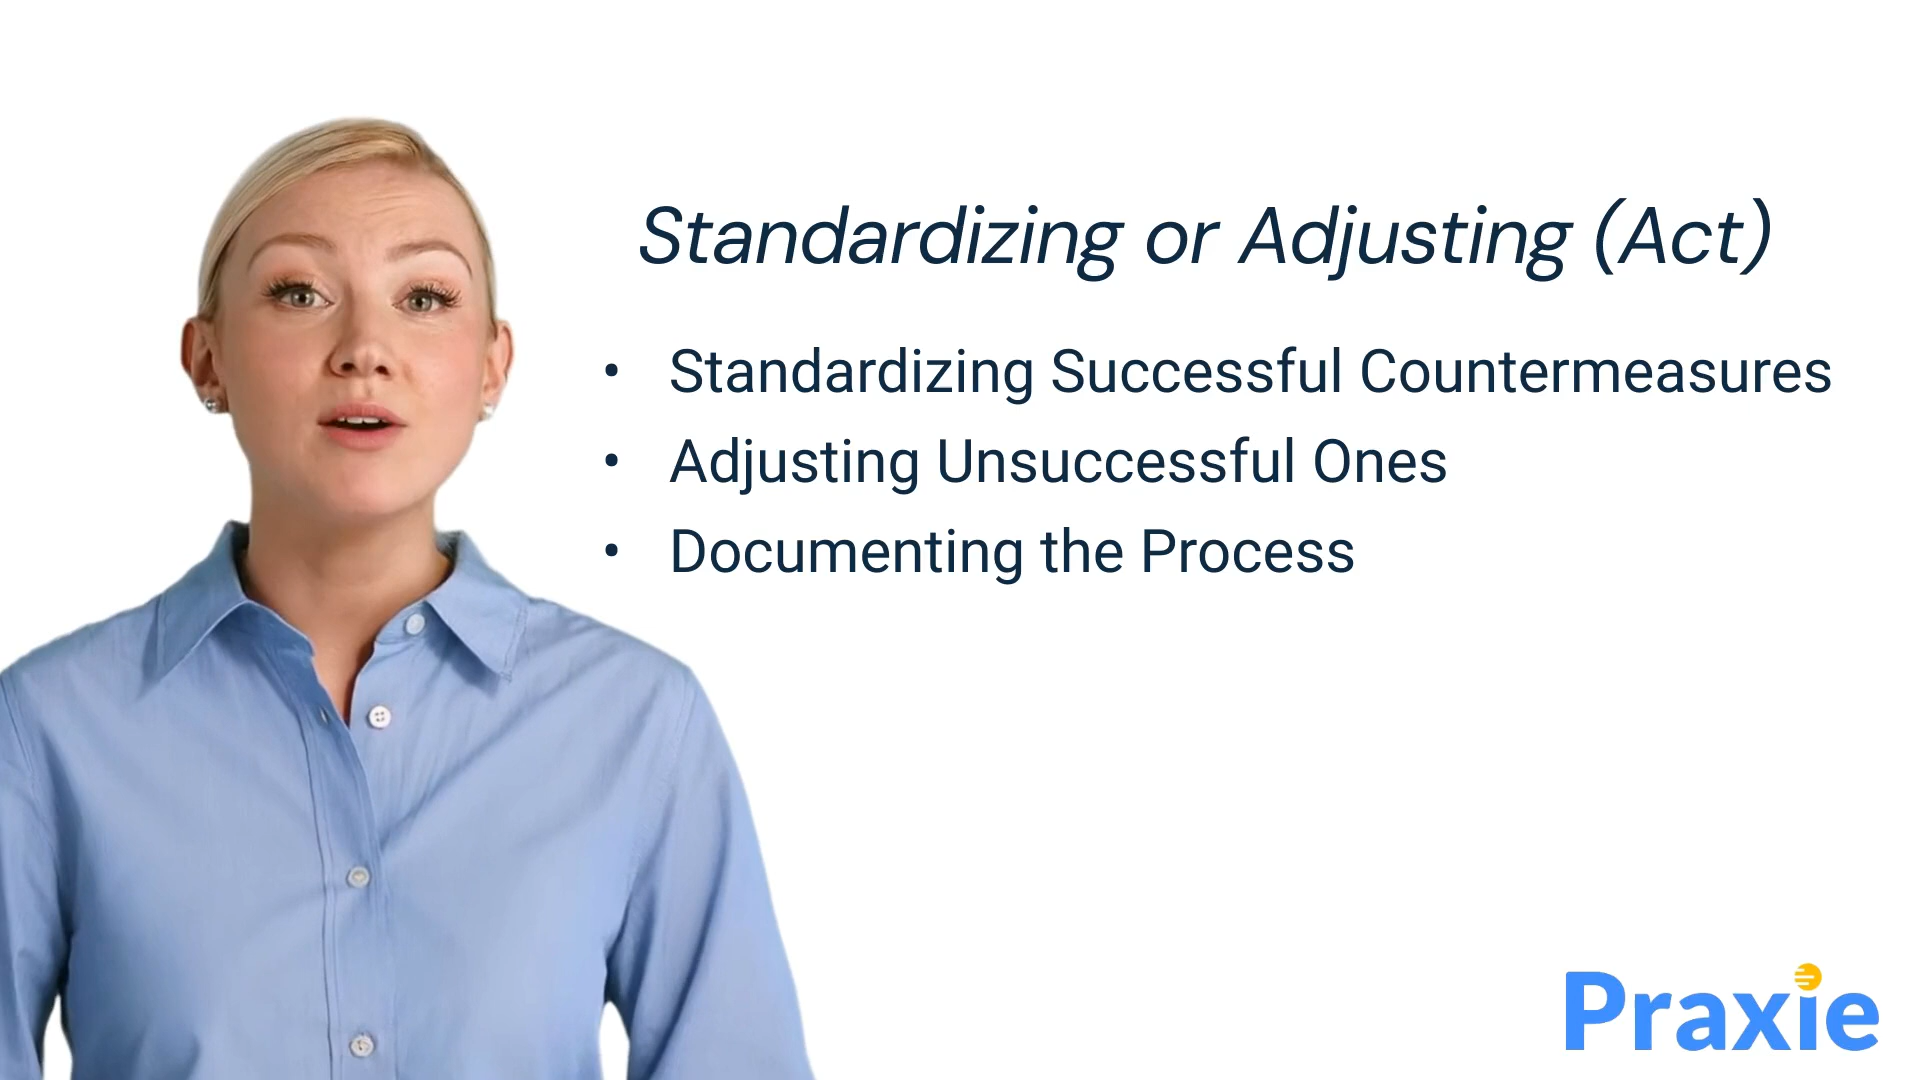 Standardizing or Adjusting (Act)
• Standardizing Successful Countermeasures
• Adjusting Unsuccessful Ones
• Documenting the Process
Praxie